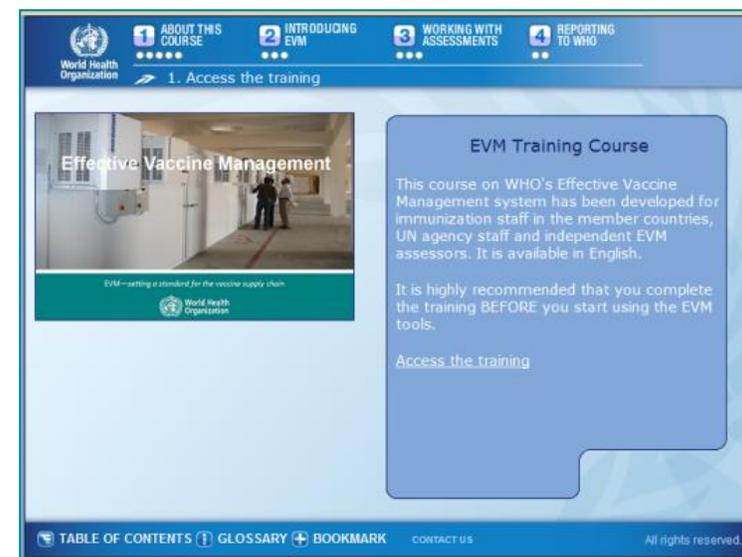 World Health
Organization
1 ABOUT THIS
COURSE
2 INTRODUCING
EVM
3 WORKING WITH
ASSESSMENTS
4 REPORTING
TO WHO
1. Access the training
Effective Vaccine Management
EVM—setting a standard for the vaccine supply chain
World Health
Organization
EVM Training Course
This course on WHO's Effective Vaccine
Management system has been developed for
immunization staff in the member countries,
UN agency staff and independent EVM
assessors. It is available in English.
It is highly recommended that you complete
the training BEFORE you start using the EVM
tools.
Access the training
TABLE OF CONTENTS GLOSSARY BOOKMARK CONTACT US All rights reserved.